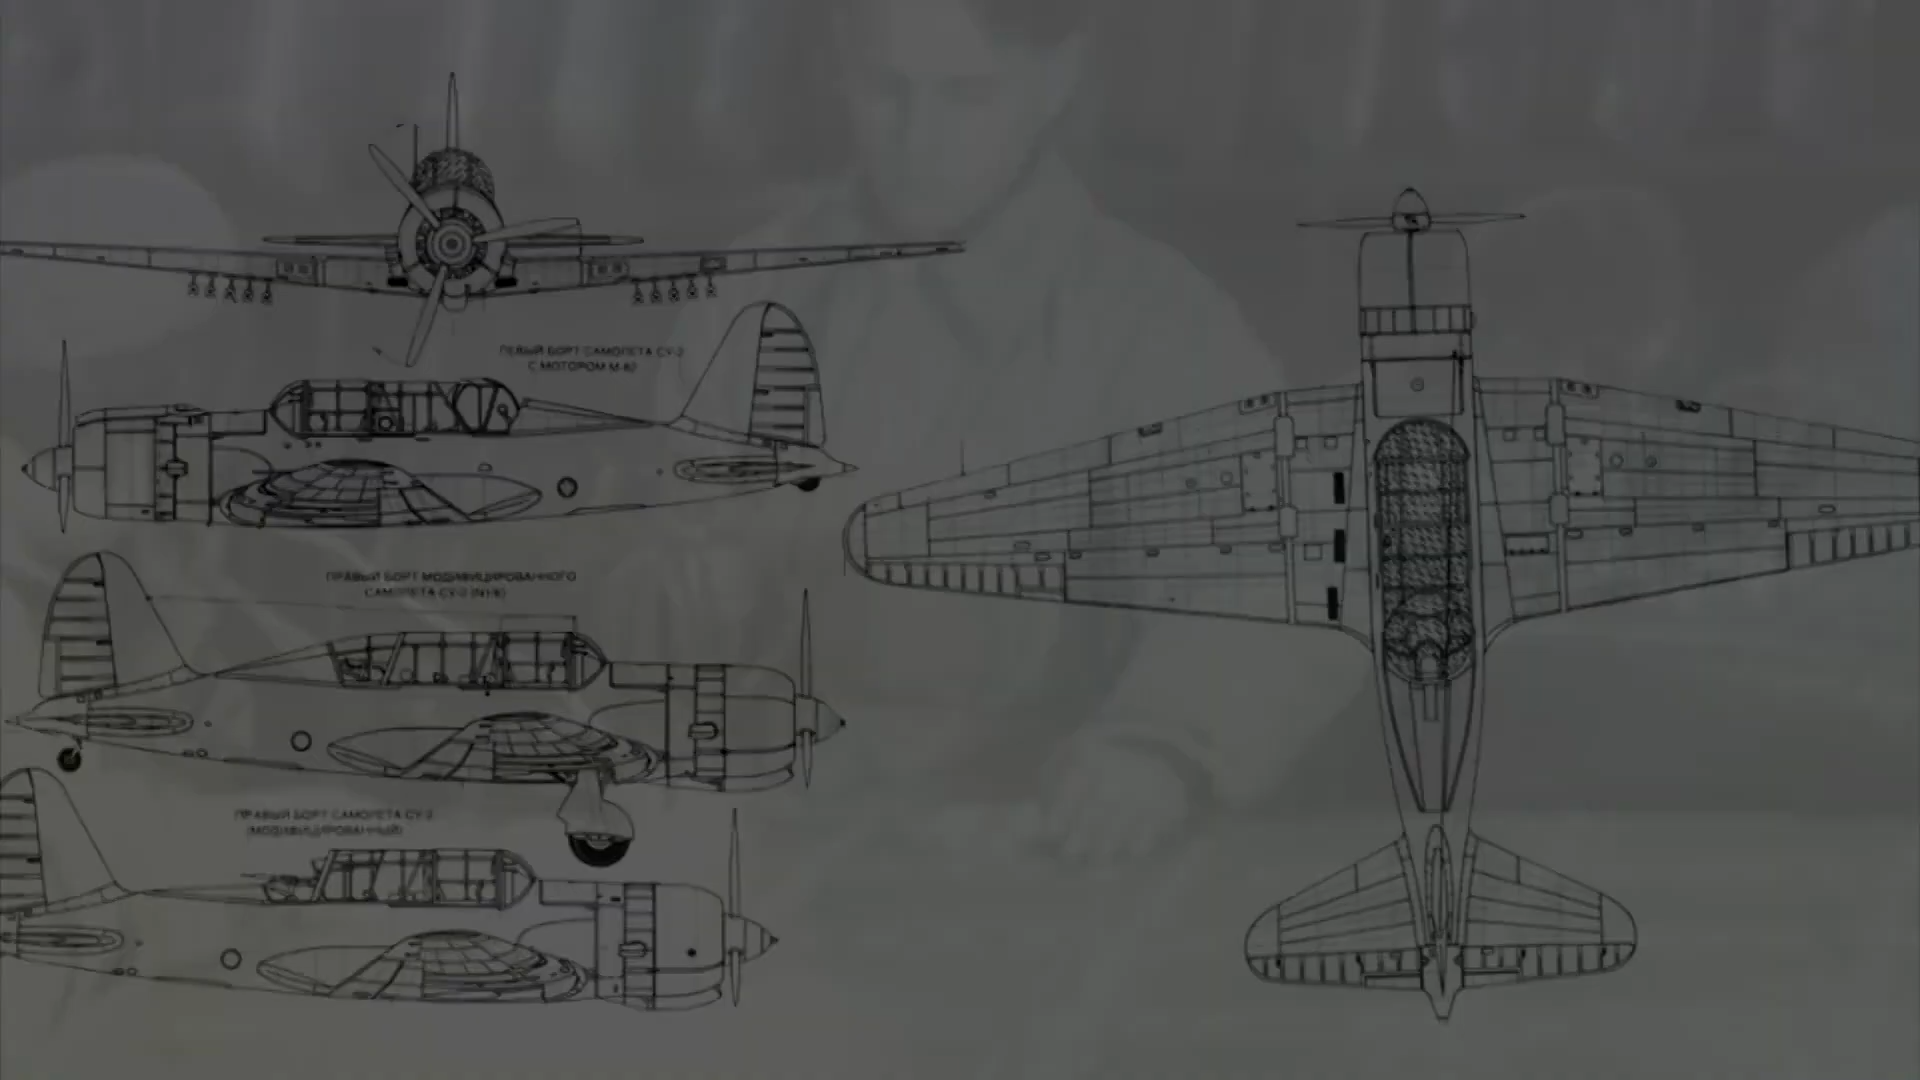 ЛЕВЫЙ БОРТ САМОЛЕТА СУ-2
С МОТОРОМ М-82
ПРАВЫЙ БОРТ МОДИФИЦИРОВАННОГО
САМОЛЕТА СУ-2
ПРАВЫЙ БОРТ САМОЛЕТА СУ-2
(МОДИФИЦИРОВАННЫЙ)